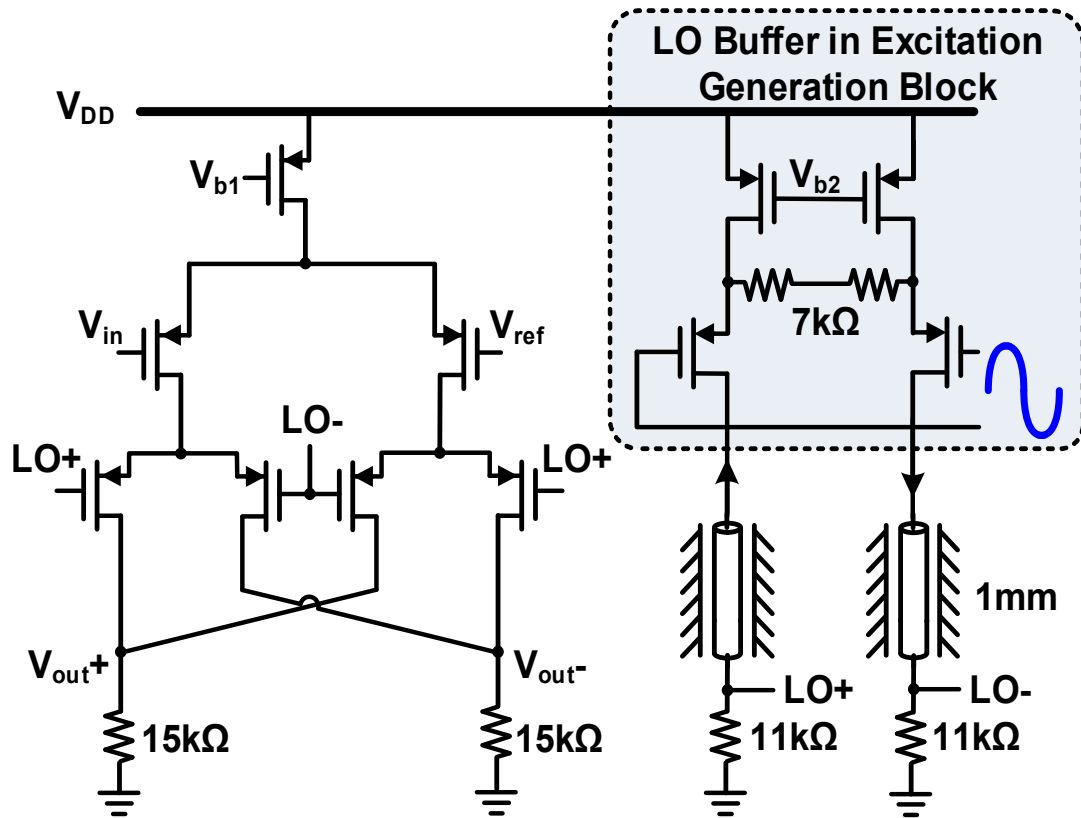 LO Buffer in Excitation
Generation Block
VDD
Vb1
Vb2
Vin
Vref
7kΩ
LO-
LO+
LO+
1mm
Vout+
Vout-
LO+
LO-
15kΩ
15kΩ
11kΩ
11kΩ